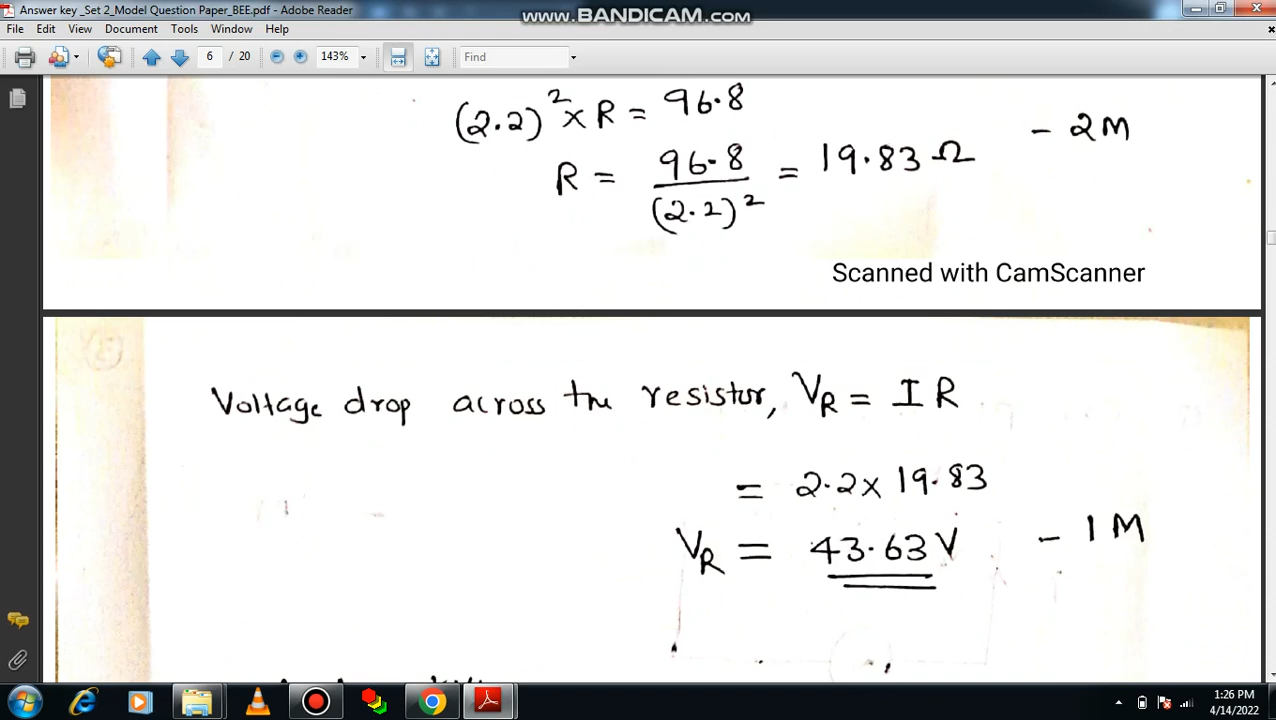 Answer key _Set 2_Model Question Paper_BEE.pdf - Adobe Reader
www.BANDICAM.com
File Edit View Document Tools Window Help
6 / 20 143% Find
(2.2)² × R = 96.8
- 2M
R = 96.8 / (2.2)² = 19.83 Ω
Scanned with CamScanner
Voltage drop across the resistor, VR = I R
= 2.2 × 19.83
VR = 43.63 V - 1 M
1:26 PM
4/14/2022